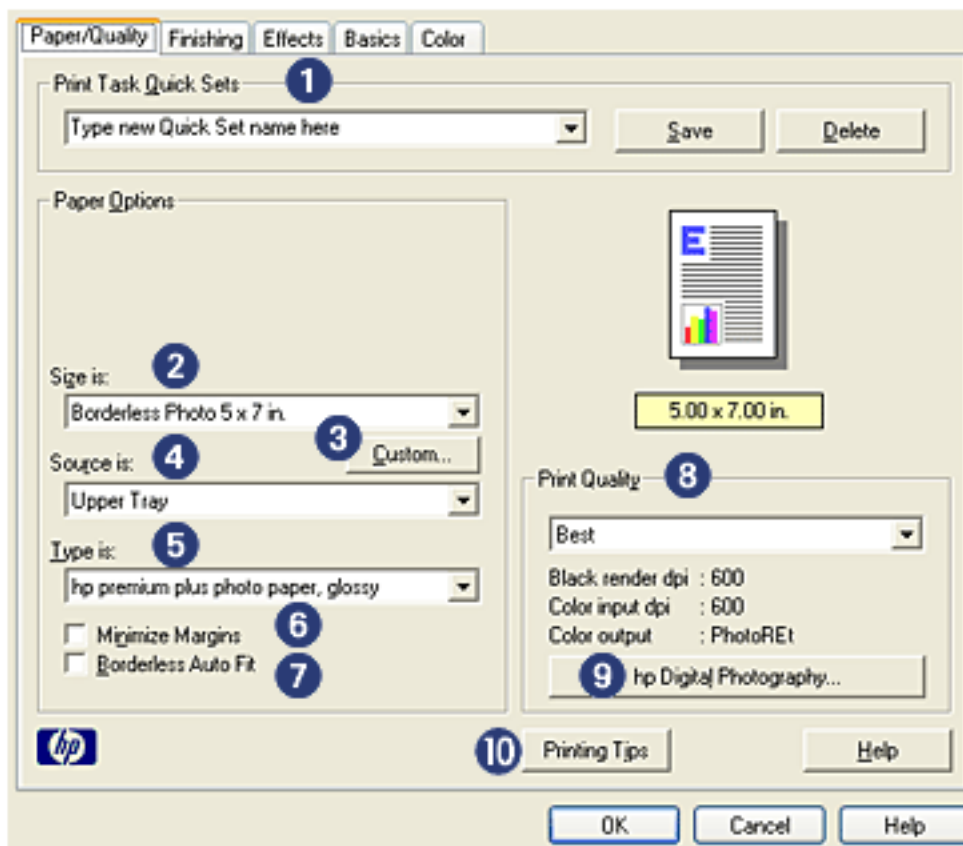 Paper/Quality Finishing Effects Basics Color
Print Task Quick Sets 1
Type new Quick Set name here Save Delete
Paper Options
E
Size is: 2
Borderless Photo 5 x 7 in.
5.00 x 7.00 in.
3 Custom...
Source is: 4
Upper Tray
Print Quality 8
Best
Type is: 5
hp premium plus photo paper, glossy
Black render dpi : 600
Color input dpi : 600
Color output : PhotoREt
Minimize Margins 6
Borderless Auto Fit 7
9 hp Digital Photography...
hp
10 Printing Tips Help
OK Cancel Help